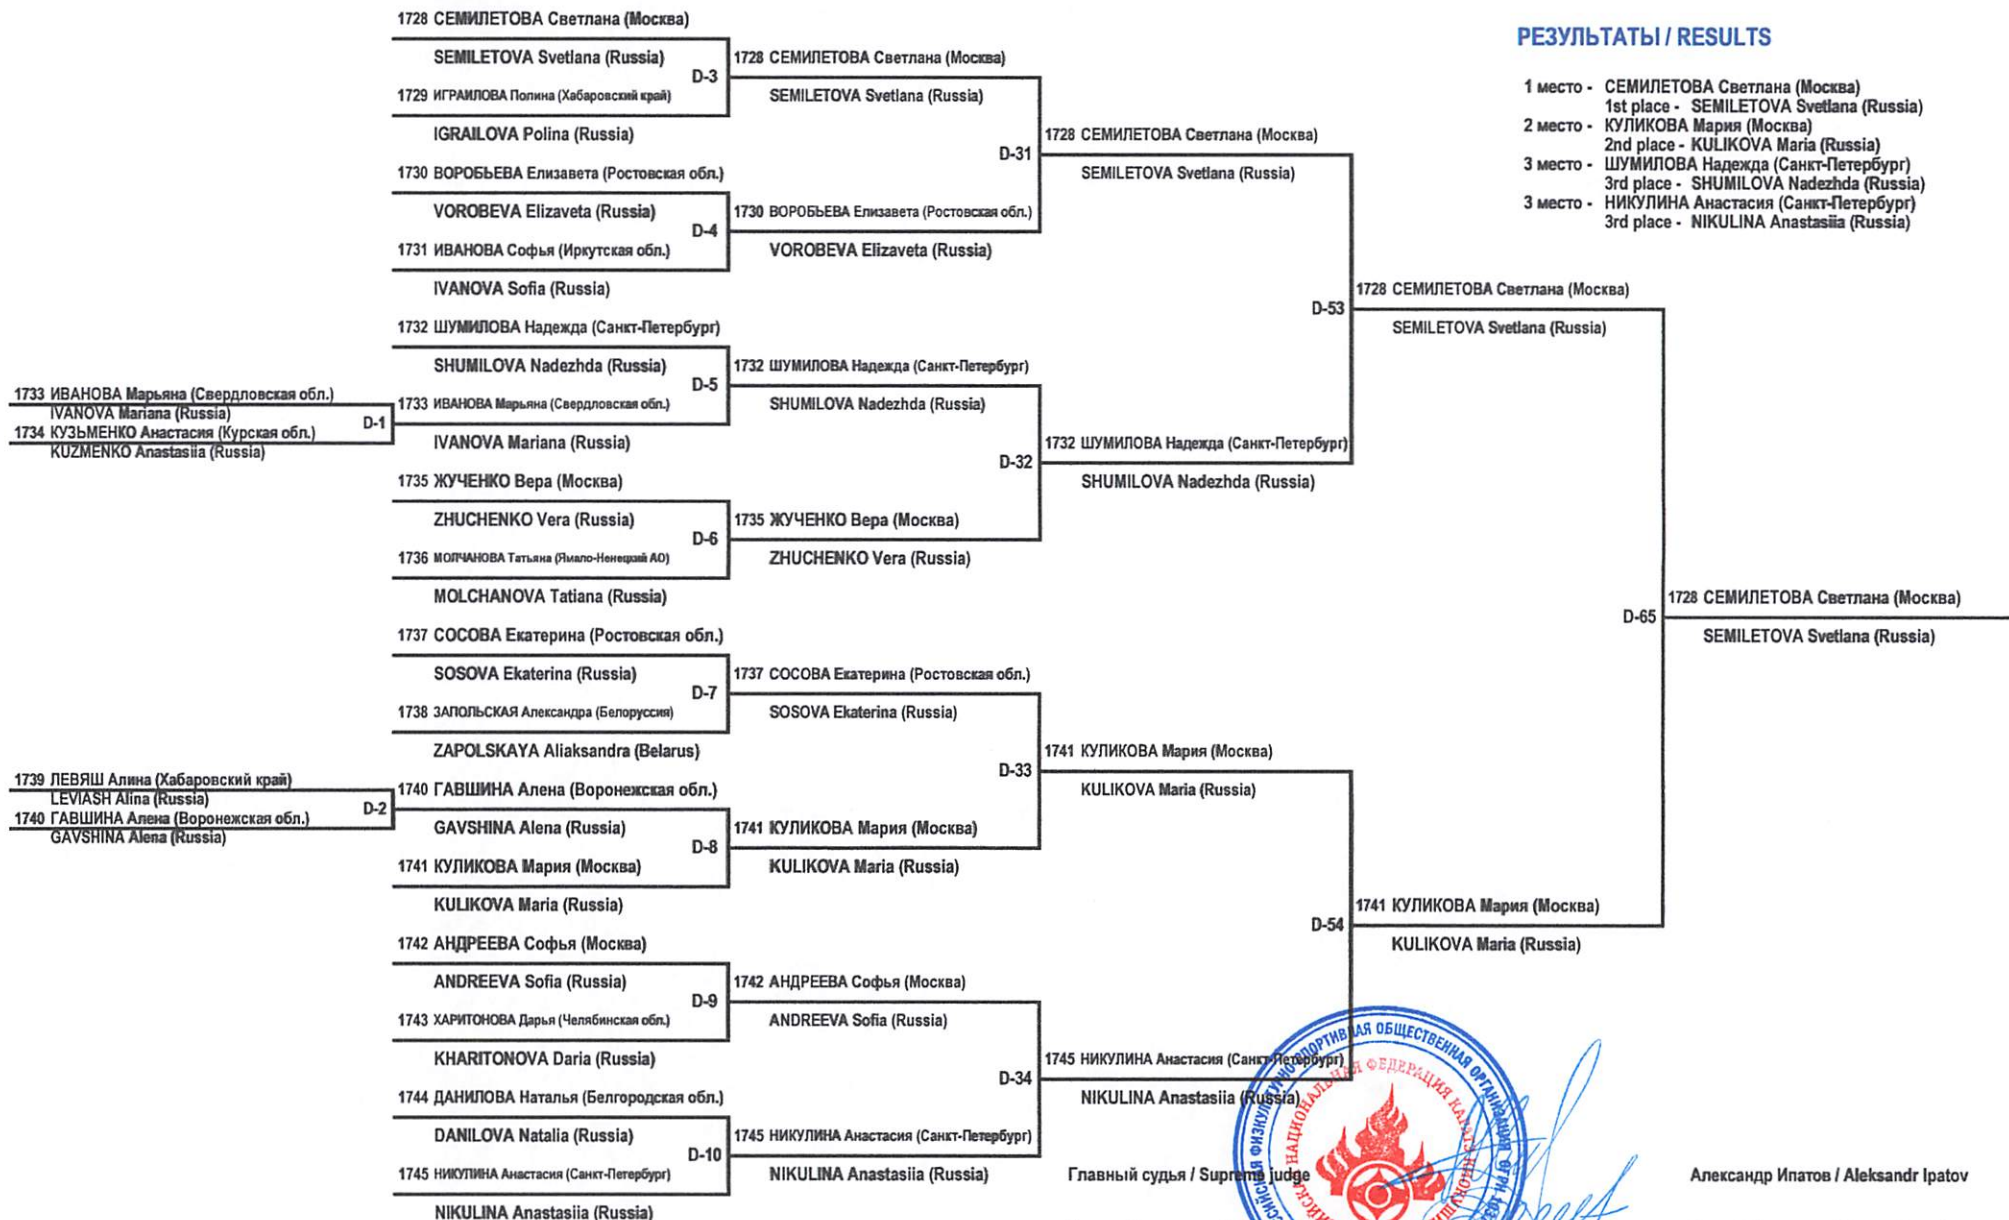 РЕЗУЛЬТАТЫ / RESULTS
1 место - СЕМИЛЕТОВА Светлана (Москва)
1st place - SEMILETOVA Svetlana (Russia)
2 место - КУЛИКОВА Мария (Москва)
2nd place - KULIKOVA Maria (Russia)
3 место - ШУМИЛОВА Надежда (Санкт-Петербург)
3rd place - SHUMILOVA Nadezhda (Russia)
3 место - НИКУЛИНА Анастасия (Санкт-Петербург)
3rd place - NIKULINA Anastasiia (Russia)
1733 ИВАНОВА Марьяна (Свердловская обл.)
IVANOVA Mariana (Russia)
D-1
1734 КУЗЬМЕНКО Анастасия (Курская обл.)
KUZMENKO Anastasiia (Russia)
1739 ЛЕВЯШ Алина (Хабаровский край)
LEVIASH Alina (Russia)
D-2
1740 ГАВШИНА Алена (Воронежская обл.)
GAVSHINA Alena (Russia)
1728 СЕМИЛЕТОВА Светлана (Москва)
SEMILETOVA Svetlana (Russia)
D-3
1729 ИГРАИЛОВА Полина (Хабаровский край)
IGRAILOVA Polina (Russia)
1730 ВОРОБЬЕВА Елизавета (Ростовская обл.)
VOROBEVA Elizaveta (Russia)
D-4
1731 ИВАНОВА Софья (Иркутская обл.)
IVANOVA Sofia (Russia)
1732 ШУМИЛОВА Надежда (Санкт-Петербург)
SHUMILOVA Nadezhda (Russia)
D-5
1733 ИВАНОВА Марьяна (Свердловская обл.)
IVANOVA Mariana (Russia)
1735 ЖУЧЕНКО Вера (Москва)
ZHUCHENKO Vera (Russia)
D-6
1736 МОЛЧАНОВА Татьяна (Ямало-Ненецкий АО)
MOLCHANOVA Tatiana (Russia)
1737 СОСОВА Екатерина (Ростовская обл.)
SOSOVA Ekaterina (Russia)
D-7
1738 ЗАПОЛЬСКАЯ Александра (Белоруссия)
ZAPOLSKAYA Aliaksandra (Belarus)
1740 ГАВШИНА Алена (Воронежская обл.)
GAVSHINA Alena (Russia)
D-8
1741 КУЛИКОВА Мария (Москва)
KULIKOVA Maria (Russia)
1742 АНДРЕЕВА Софья (Москва)
ANDREEVA Sofia (Russia)
D-9
1743 ХАРИТОНОВА Дарья (Челябинская обл.)
KHARITONOVA Daria (Russia)
1744 ДАНИЛОВА Наталья (Белгородская обл.)
DANILOVA Natalia (Russia)
D-10
1745 НИКУЛИНА Анастасия (Санкт-Петербург)
NIKULINA Anastasiia (Russia)
1728 СЕМИЛЕТОВА Светлана (Москва)
SEMILETOVA Svetlana (Russia)
D-31
1730 ВОРОБЬЕВА Елизавета (Ростовская обл.)
VOROBEVA Elizaveta (Russia)
1732 ШУМИЛОВА Надежда (Санкт-Петербург)
SHUMILOVA Nadezhda (Russia)
D-32
1735 ЖУЧЕНКО Вера (Москва)
ZHUCHENKO Vera (Russia)
1737 СОСОВА Екатерина (Ростовская обл.)
SOSOVA Ekaterina (Russia)
D-33
1741 КУЛИКОВА Мария (Москва)
KULIKOVA Maria (Russia)
1742 АНДРЕЕВА Софья (Москва)
ANDREEVA Sofia (Russia)
D-34
1745 НИКУЛИНА Анастасия (Санкт-Петербург)
NIKULINA Anastasiia (Russia)
1728 СЕМИЛЕТОВА Светлана (Москва)
SEMILETOVA Svetlana (Russia)
D-53
1732 ШУМИЛОВА Надежда (Санкт-Петербург)
SHUMILOVA Nadezhda (Russia)
1741 КУЛИКОВА Мария (Москва)
KULIKOVA Maria (Russia)
D-54
1745 НИКУЛИНА Анастасия (Санкт-Петербург)
NIKULINA Anastasiia (Russia)
1728 СЕМИЛЕТОВА Светлана (Москва)
SEMILETOVA Svetlana (Russia)
D-65
1741 КУЛИКОВА Мария (Москва)
KULIKOVA Maria (Russia)
1728 СЕМИЛЕТОВА Светлана (Москва)
SEMILETOVA Svetlana (Russia)
Главный судья / Supreme judge
Александр Ипатов / Aleksandr Ipatov
ФИЗКУЛЬТУРНО-СПОРТИВНАЯ ОБЩЕСТВЕННАЯ ОРГАНИЗАЦИЯ ОГРН
НАЦИОНАЛЬНАЯ ФЕДЕРАЦИЯ КАРАТЭ